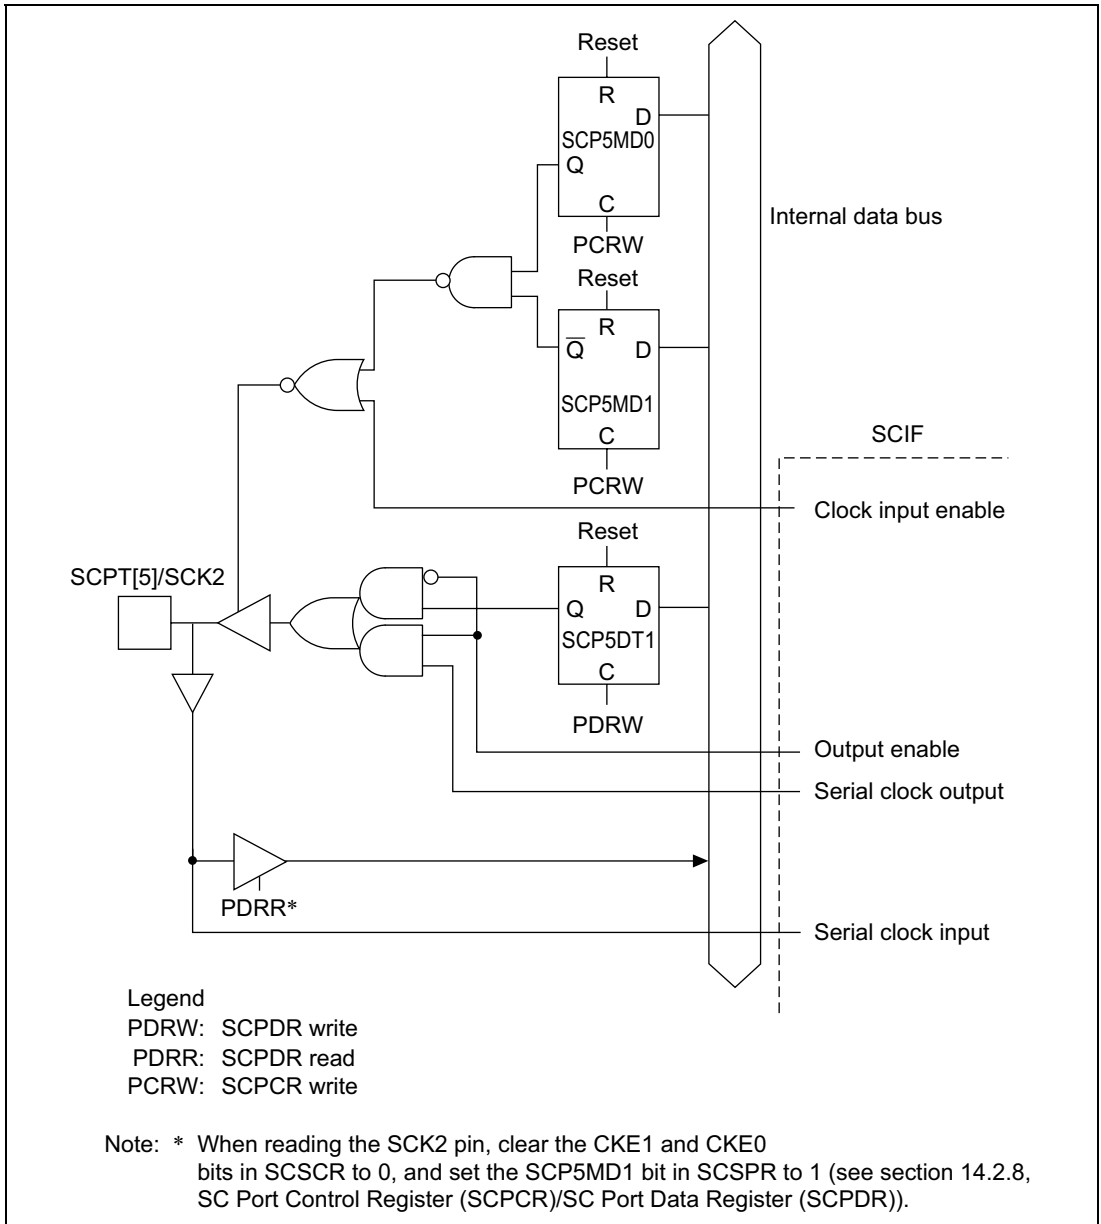 Reset
R
D
SCP5MD0
Q
C
PCRW
Internal data bus
Reset
R
Q̅ D
SCP5MD1
C
PCRW
SCIF
Clock input enable
Reset
SCPT[5]/SCK2
R
Q D
SCP5DT1
C
PDRW
Output enable
Serial clock output
PDRR*
Serial clock input
Legend
PDRW: SCPDR write
PDRR: SCPDR read
PCRW: SCPCR write
Note: * When reading the SCK2 pin, clear the CKE1 and CKE0
bits in SCSCR to 0, and set the SCP5MD1 bit in SCSPR to 1 (see section 14.2.8,
SC Port Control Register (SCPCR)/SC Port Data Register (SCPDR)).